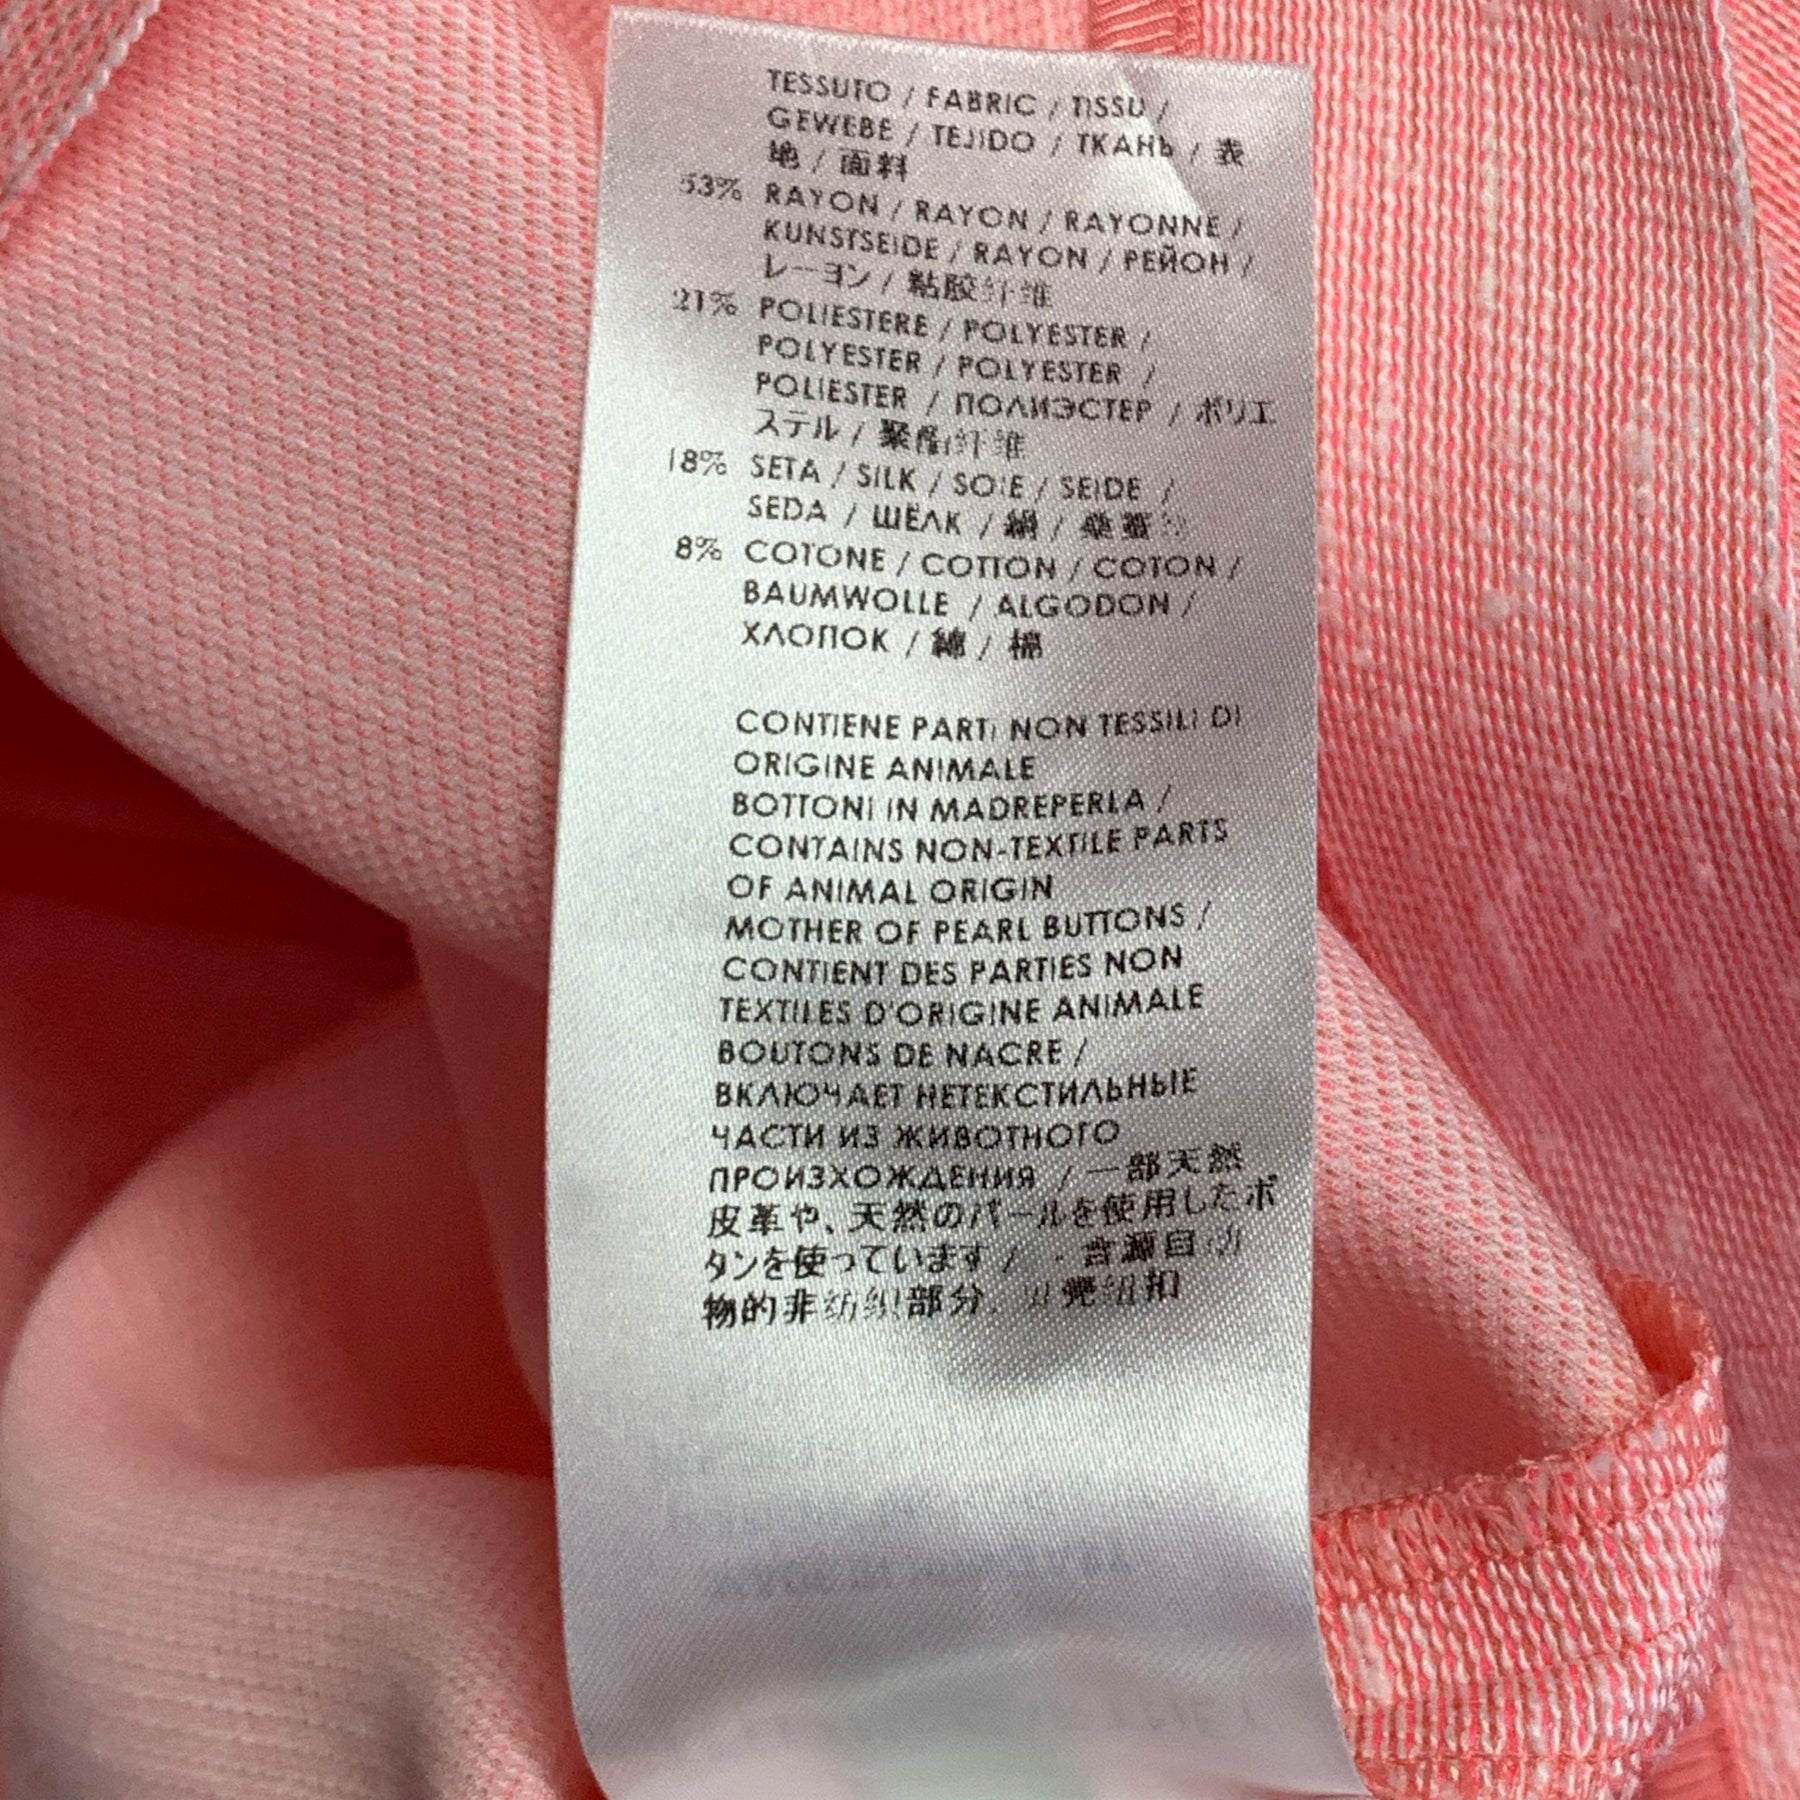 TESSUTO / FABRIC / TISSU /
GEWEBE / TEJIDO / ТКАНЬ / 表
地 / 面料
53% RAYON / RAYON / RAYONNE /
KUNSTSEIDE / RAYON / РЕЙОН /
レーヨン / 粘胶纤维
21% POLIESTERE / POLYESTER /
POLYESTER / POLYESTER /
POLIESTER / ПОЛИЭСТЕР / ポリエ
ステル / 聚酯纤维
18% SETA / SILK / SOIE / SEIDE /
SEDA / ШЁЛК / 絹 / 桑蚕
8% COTONE / COTTON / COTON /
BAUMWOLLE / ALGODON /
ХЛОПОК / 綿 / 棉
CONTIENE PARTI NON TESSILI DI
ORIGINE ANIMALE
BOTTONI IN MADREPERLA /
CONTAINS NON-TEXTILE PARTS
OF ANIMAL ORIGIN
MOTHER OF PEARL BUTTONS /
CONTIENT DES PARTIES NON
TEXTILES D'ORIGINE ANIMALE
BOUTONS DE NACRE /
ВКЛЮЧАЕТ НЕТЕКСТИЛЬНЫЕ
ЧАСТИ ИЗ ЖИВОТНОГО
ПРОИЗХОЖДЕНИЯ / 一部天然
皮革や、天然のパールを使用したボ
タンを使っています / 含源自动
物的非纺织部分